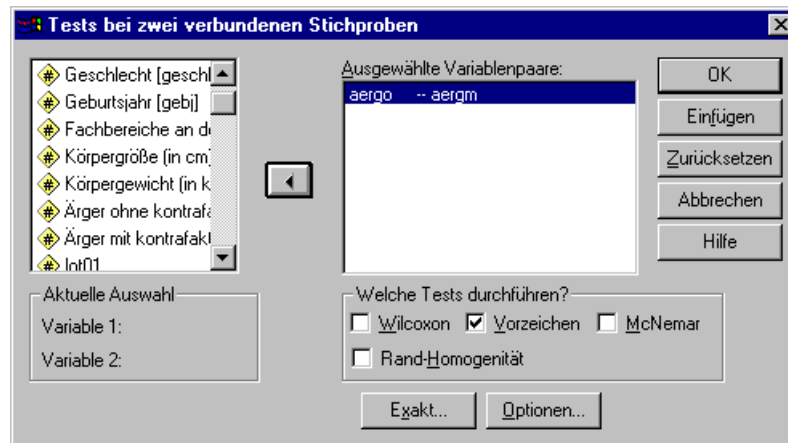 Tests bei zwei verbundenen Stichproben
Geschlecht [geschl
Geburtsjahr [gebj]
Fachbereiche an de
Körpergröße (in cm)
Körpergewicht (in k
Ärger ohne kontrafa
Ärger mit kontrafak
lot01
Ausgewählte Variablenpaare:
aergo -- aergm
OK
Einfügen
Zurücksetzen
Abbrechen
Hilfe
Aktuelle Auswahl
Variable 1:
Variable 2:
Welche Tests durchführen?
Wilcoxon Vorzeichen McNemar
Rand-Homogenität
Exakt... Optionen...